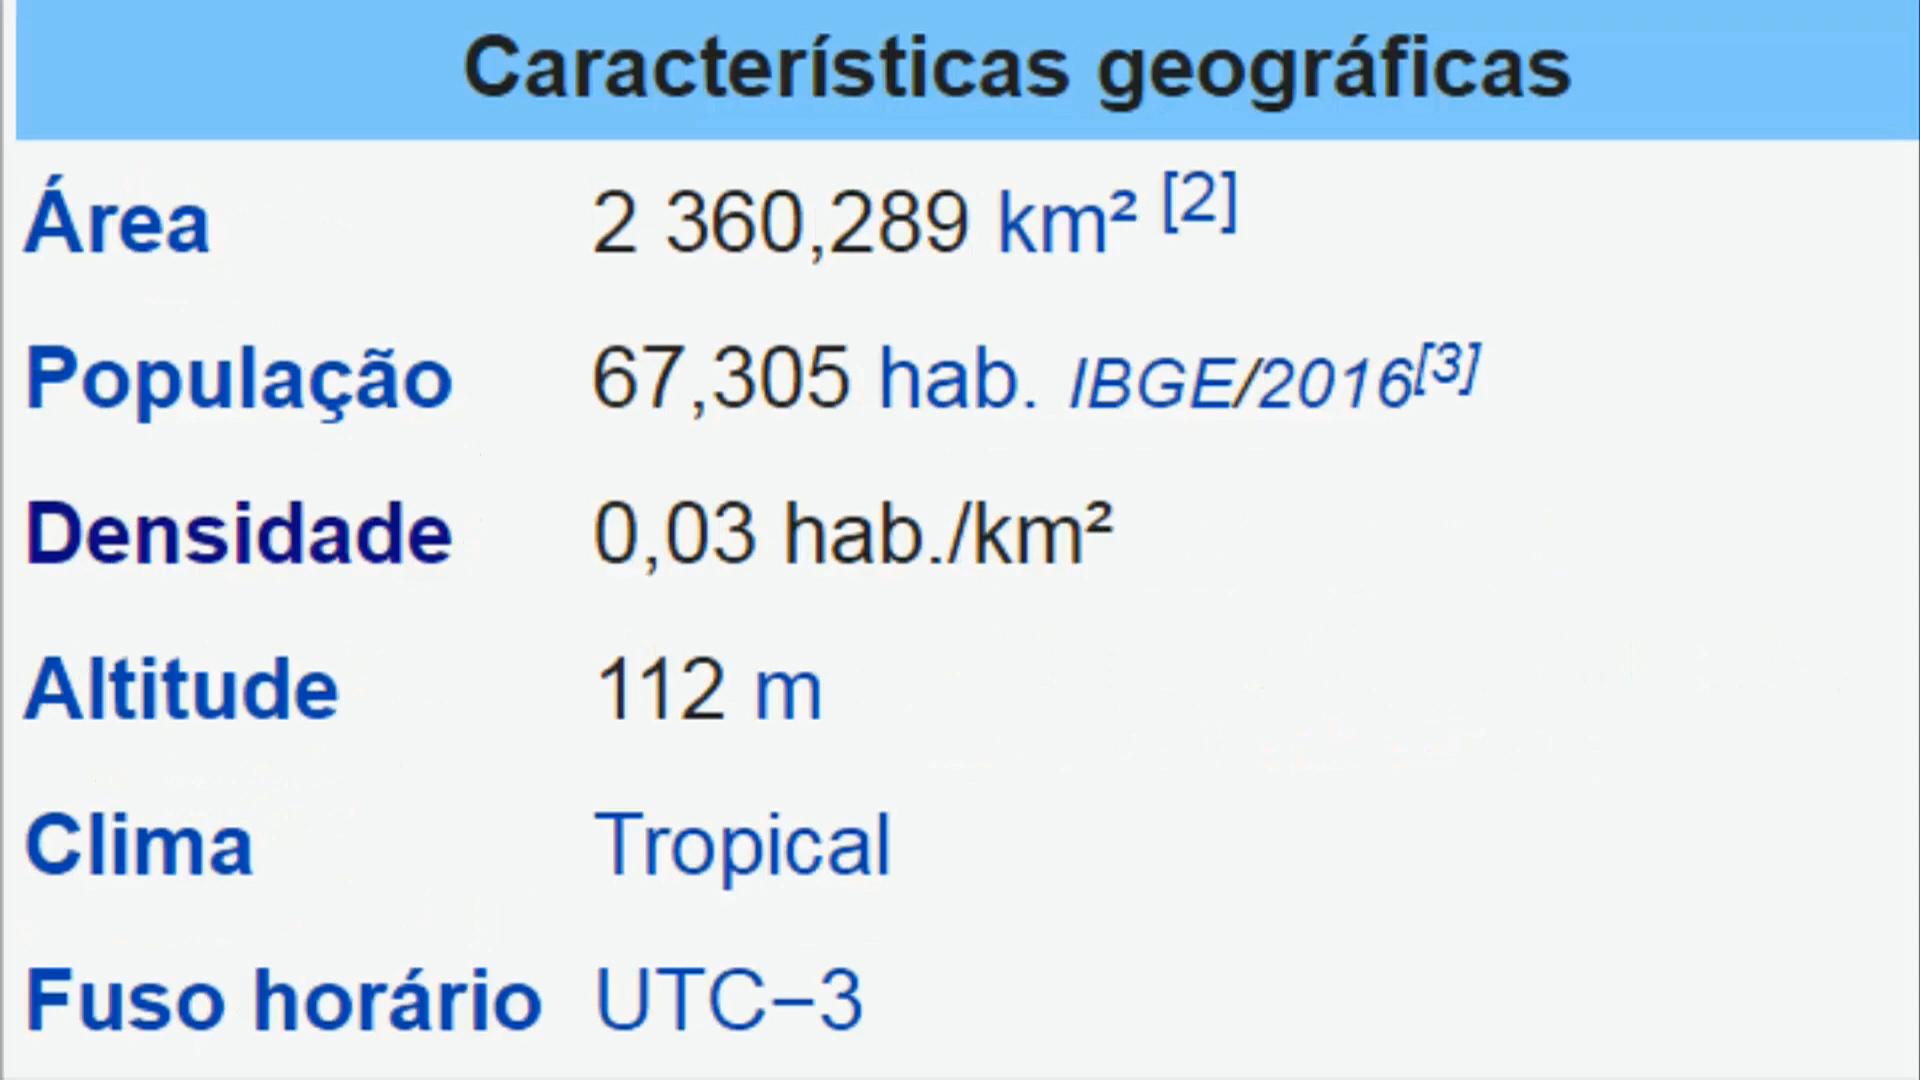 Características geográficas
Área 2 360,289 km² [2]
População 67,305 hab. IBGE/2016[3]
Densidade 0,03 hab./km²
Altitude 112 m
Clima Tropical
Fuso horário UTC−3